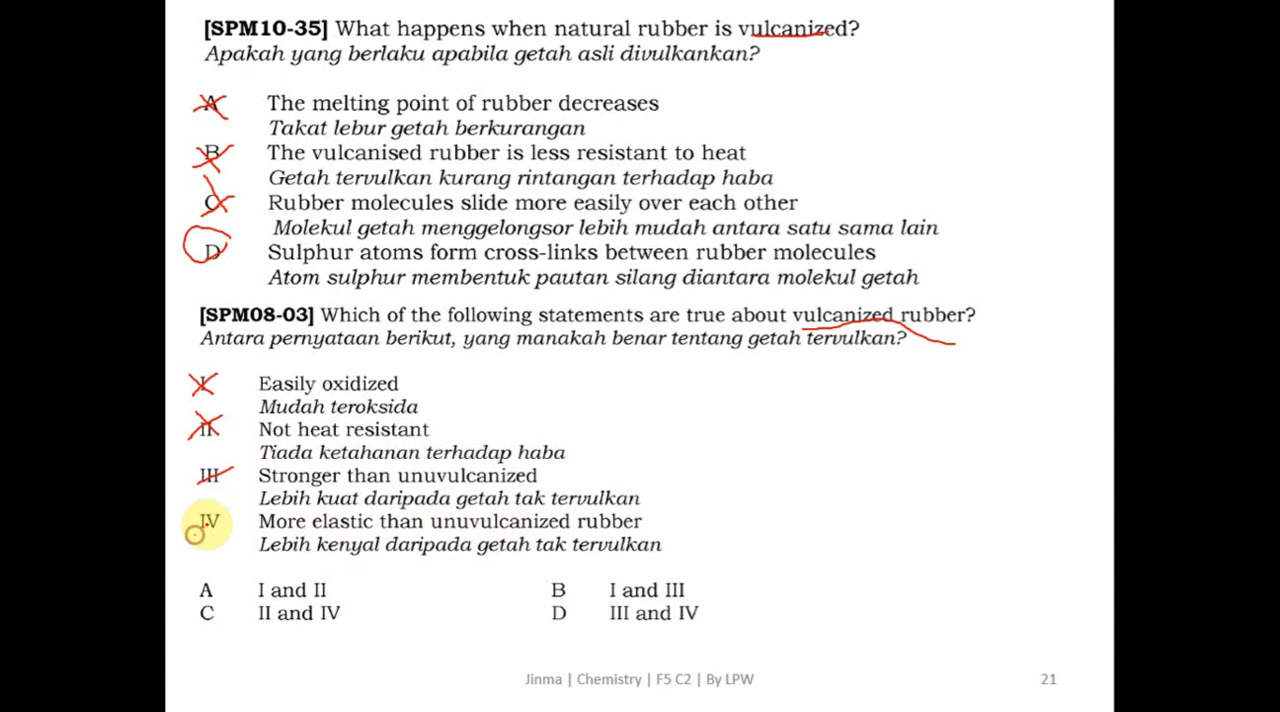 [SPM10-35] What happens when natural rubber is vulcanized?
Apakah yang berlaku apabila getah asli divulkankan?
A The melting point of rubber decreases
Takat lebur getah berkurangan
B The vulcanised rubber is less resistant to heat
Getah tervulkan kurang rintangan terhadap haba
C Rubber molecules slide more easily over each other
Molekul getah menggelongsor lebih mudah antara satu sama lain
D Sulphur atoms form cross-links between rubber molecules
Atom sulphur membentuk pautan silang diantara molekul getah
[SPM08-03] Which of the following statements are true about vulcanized rubber?
Antara pernyataan berikut, yang manakah benar tentang getah tervulkan?
I Easily oxidized
Mudah teroksida
II Not heat resistant
Tiada ketahanan terhadap haba
III Stronger than unuvulcanized
Lebih kuat daripada getah tak tervulkan
IV More elastic than unuvulcanized rubber
Lebih kenyal daripada getah tak tervulkan
A I and II B I and III
C II and IV D III and IV
Jinma | Chemistry | F5 C2 | By LPW 21